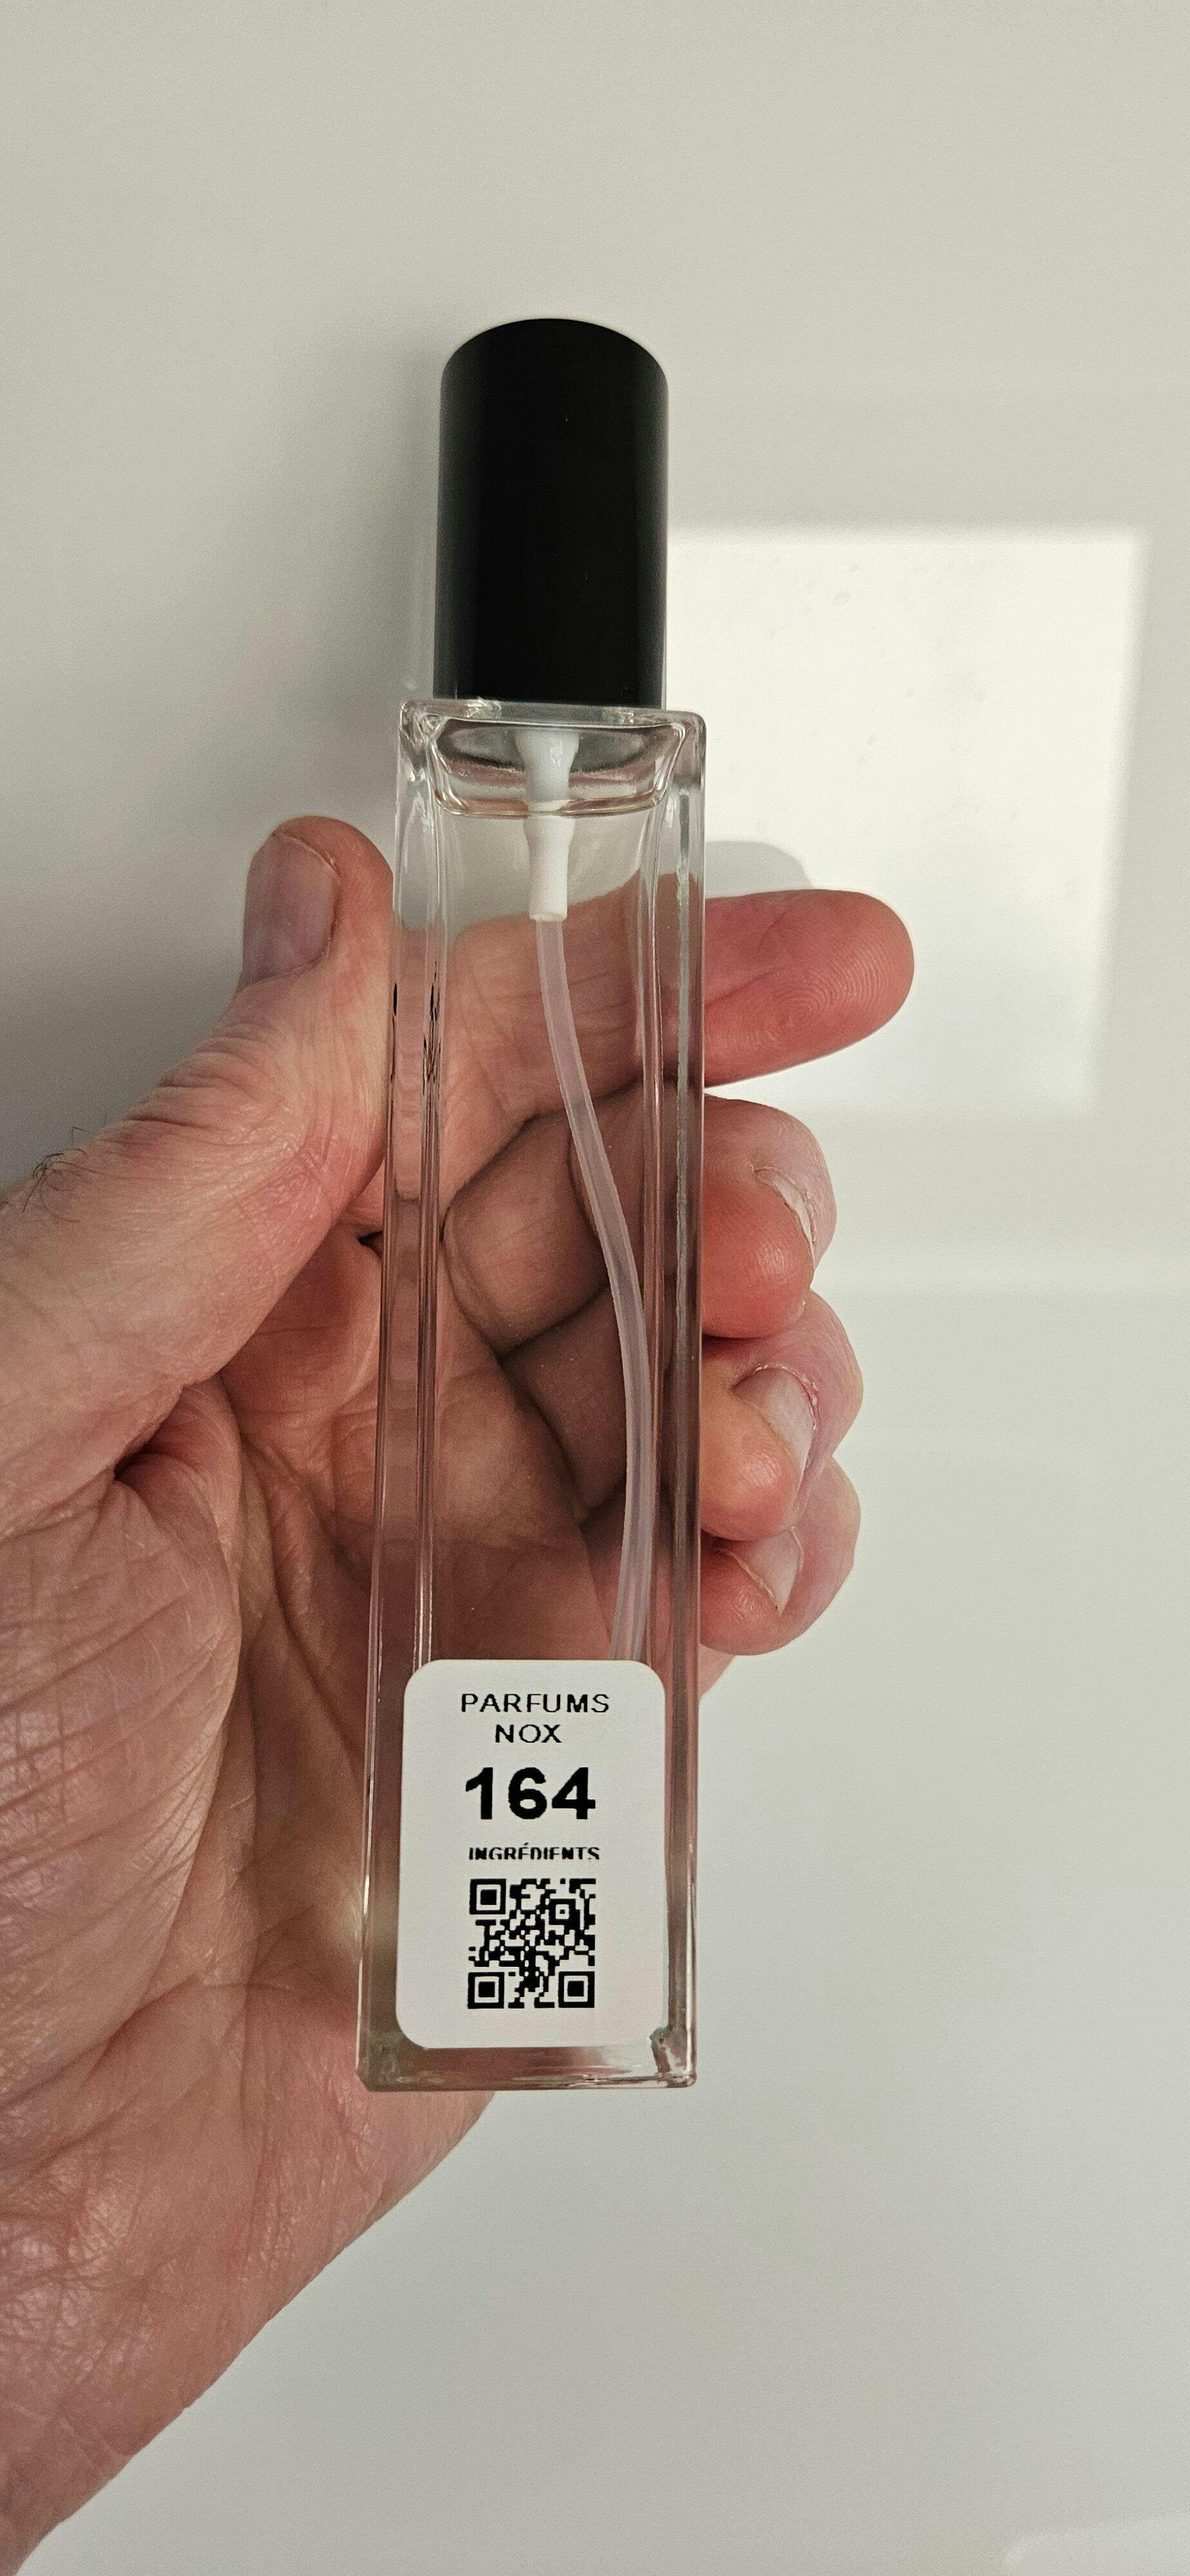 PARFUMS
NOX
164
INGRÉDIENTS